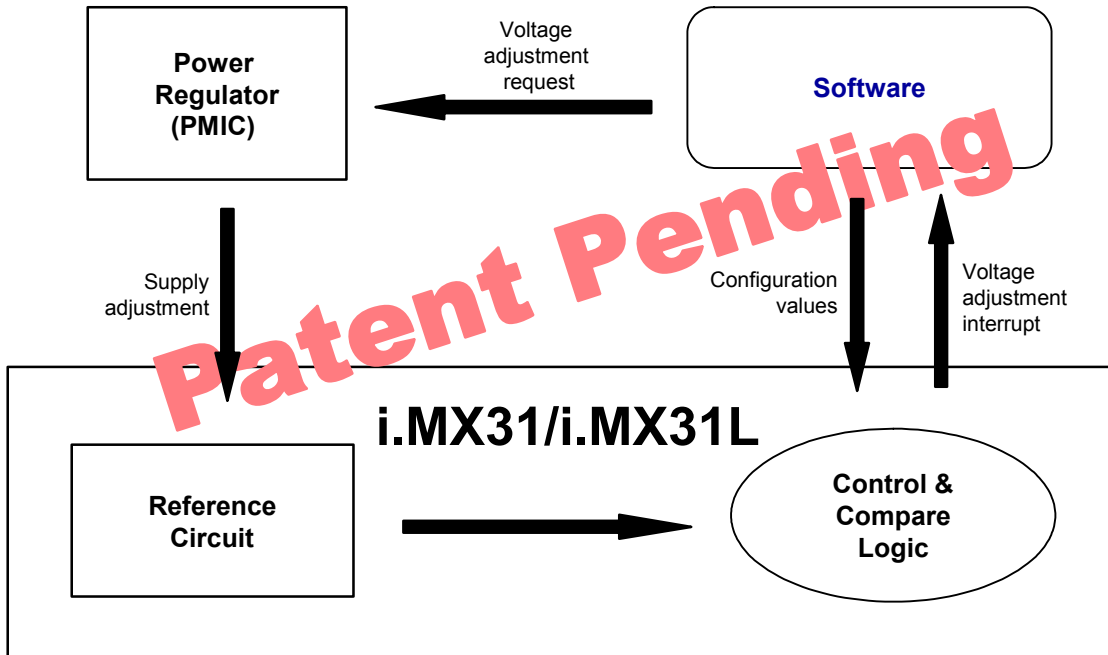 Power
Regulator
(PMIC)
Voltage
adjustment
request
Software
Patent Pending
Supply
adjustment
Configuration
values
Voltage
adjustment
interrupt
i.MX31/i.MX31L
Reference
Circuit
Control &
Compare
Logic